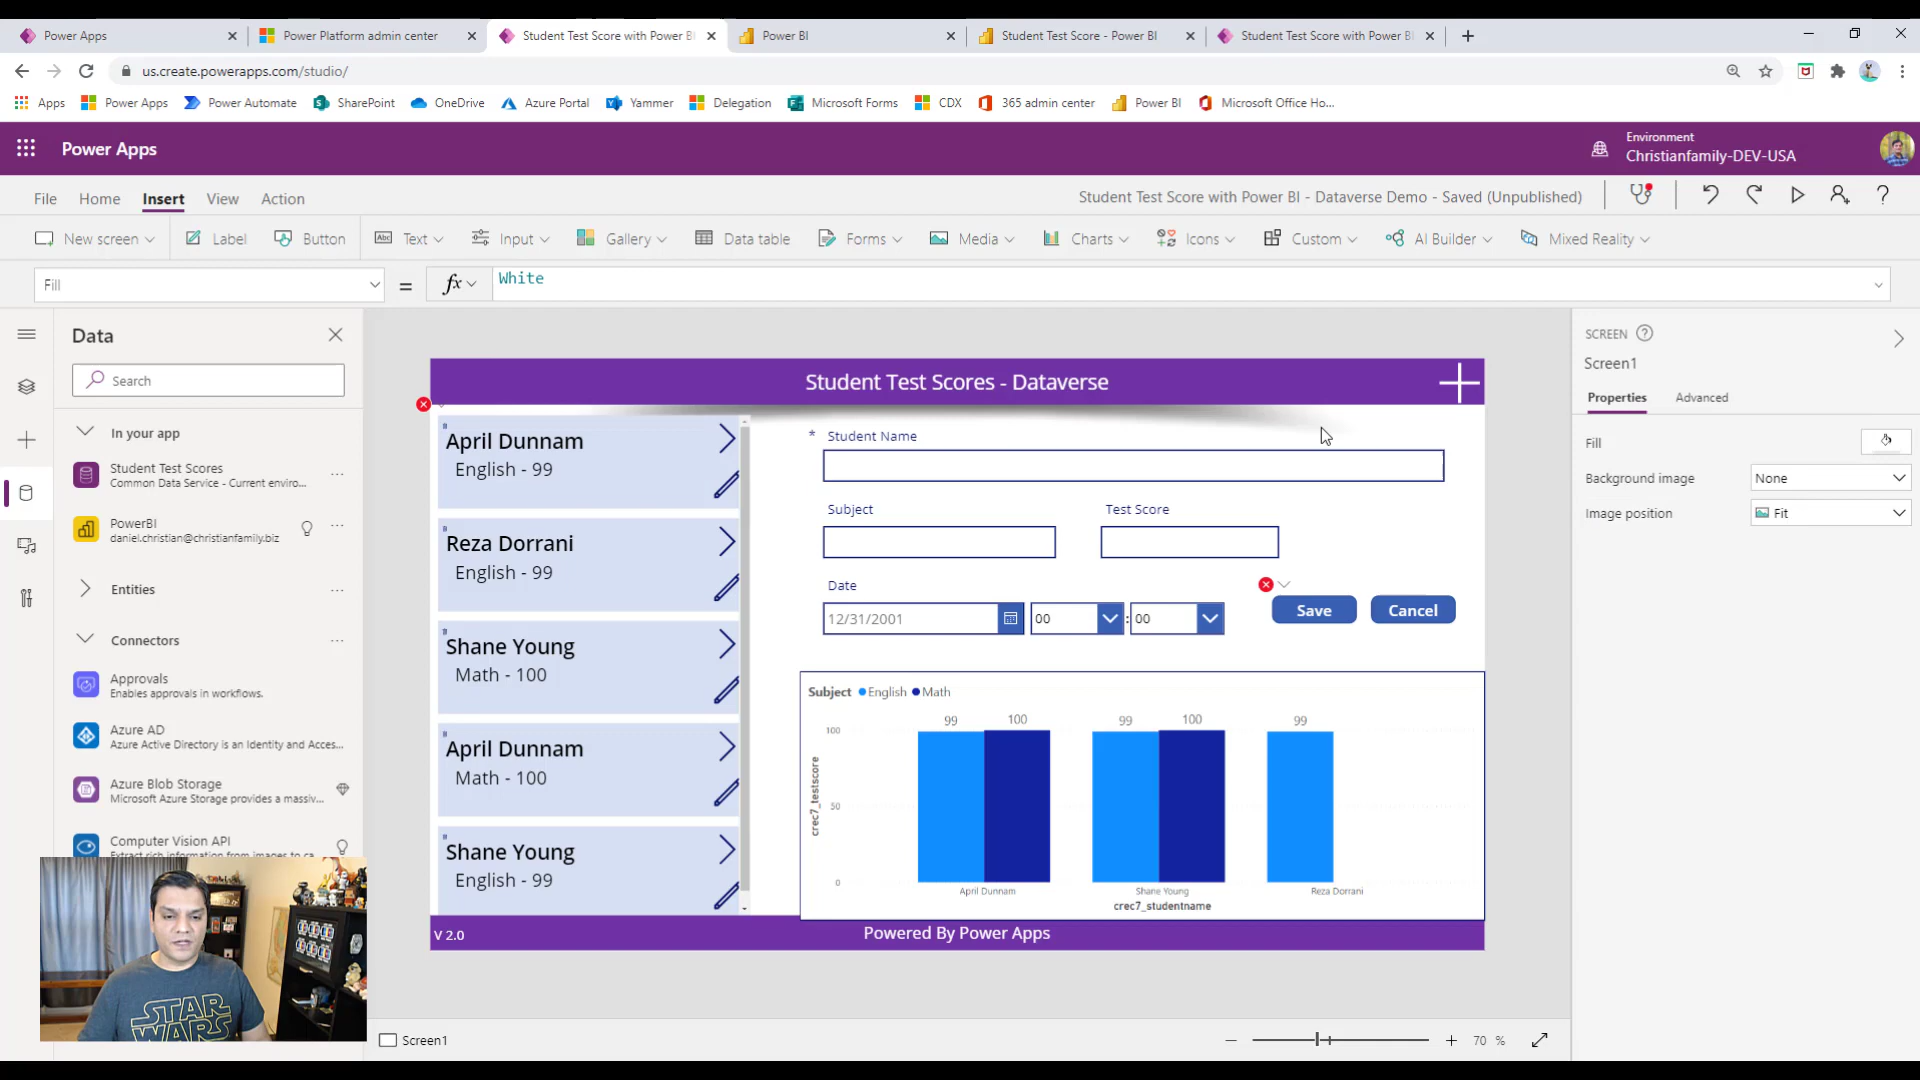 Power Apps
Power Platform admin center
Student Test Score with Power B
Power BI
Student Test Score - Power BI
Student Test Score with Power B
us.create.powerapps.com/studio/
Apps
Power Apps
Power Automate
SharePoint
OneDrive
Azure Portal
Yammer
Delegation
Microsoft Forms
CDX
365 admin center
Power BI
Microsoft Office Ho...
Power Apps
Environment
Christianfamily-DEV-USA
File
Home
Insert
View
Action
Student Test Score with Power BI - Dataverse Demo - Saved (Unpublished)
New screen
Label
Button
Text
Input
Gallery
Data table
Forms
Media
Charts
Icons
Custom
AI Builder
Mixed Reality
Fill
=
fx
White
Data
Search
In your app
Student Test Scores
Common Data Service - Current enviro...
PowerBI
daniel.christian@christianfamily.biz
Entities
Connectors
Approvals
Enables approvals in workflows.
Azure AD
Azure Active Directory is an Identity and Acces...
Azure Blob Storage
Microsoft Azure Storage provides a massiv...
Computer Vision API
Extract rich information from images to ca...
Student Test Scores - Dataverse
April Dunnam
English - 99
Reza Dorrani
English - 99
Shane Young
Math - 100
April Dunnam
Math - 100
Shane Young
English - 99
* Student Name
Subject
Test Score
Date
12/31/2001
00
:
00
Save
Cancel
Subject English Math
99
100
99
100
99
100
50
0
crec7_testscore
April Dunnam
Shane Young
Reza Dorrani
crec7_studentname
V 2.0
Powered By Power Apps
STAR
WARS
Screen1
70 %
SCREEN
Screen1
Properties
Advanced
Fill
Background image
None
Image position
Fit